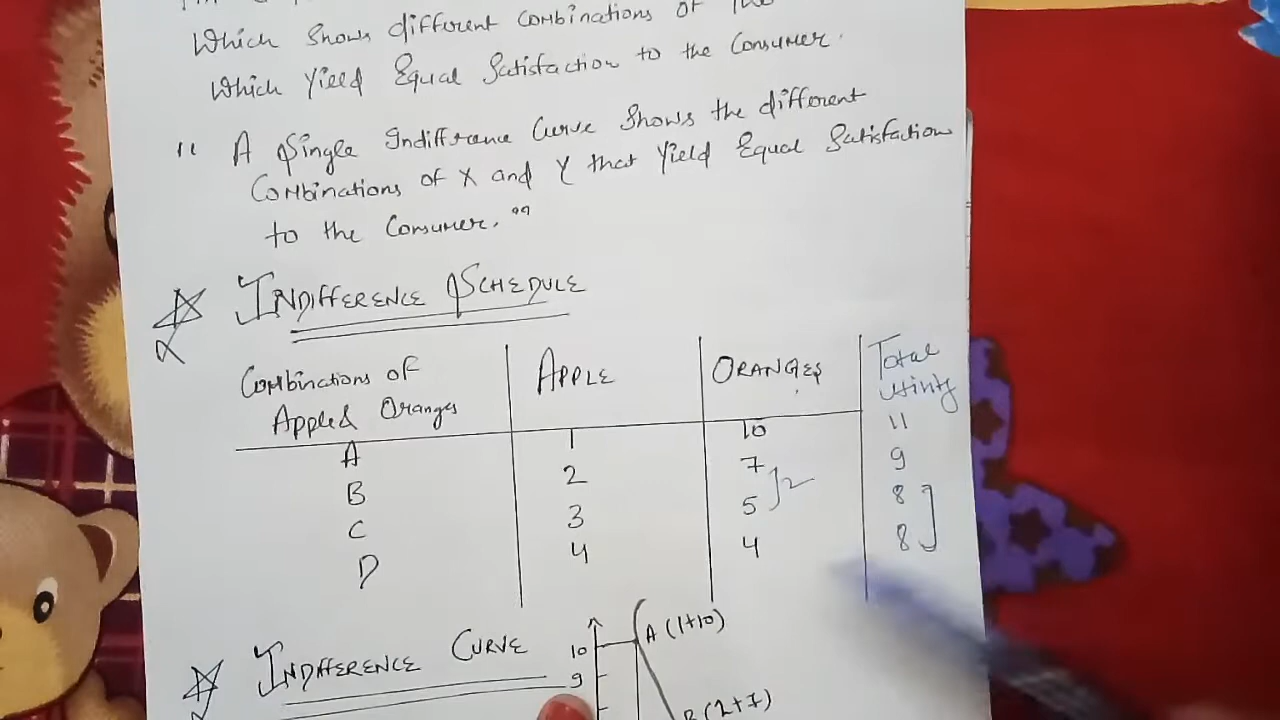 Which Shows different Combinations of
Which Yield Equal Satisfaction to the Consumer.
" A Single Indiffrence Curve Shows the different
Combinations of X and Y that Yield Equal Satisfaction
to the Consumer."
INDIFFERENCE SCHEDULE
Combinations of Apple & Oranges APPLE ORANGES Total Utility
A 1 10 11
B 2 7 9
C 3 5 8
D 4 4 8
2
INDIFFERENCE CURVE
10 A (1+10)
9
B (2+7)